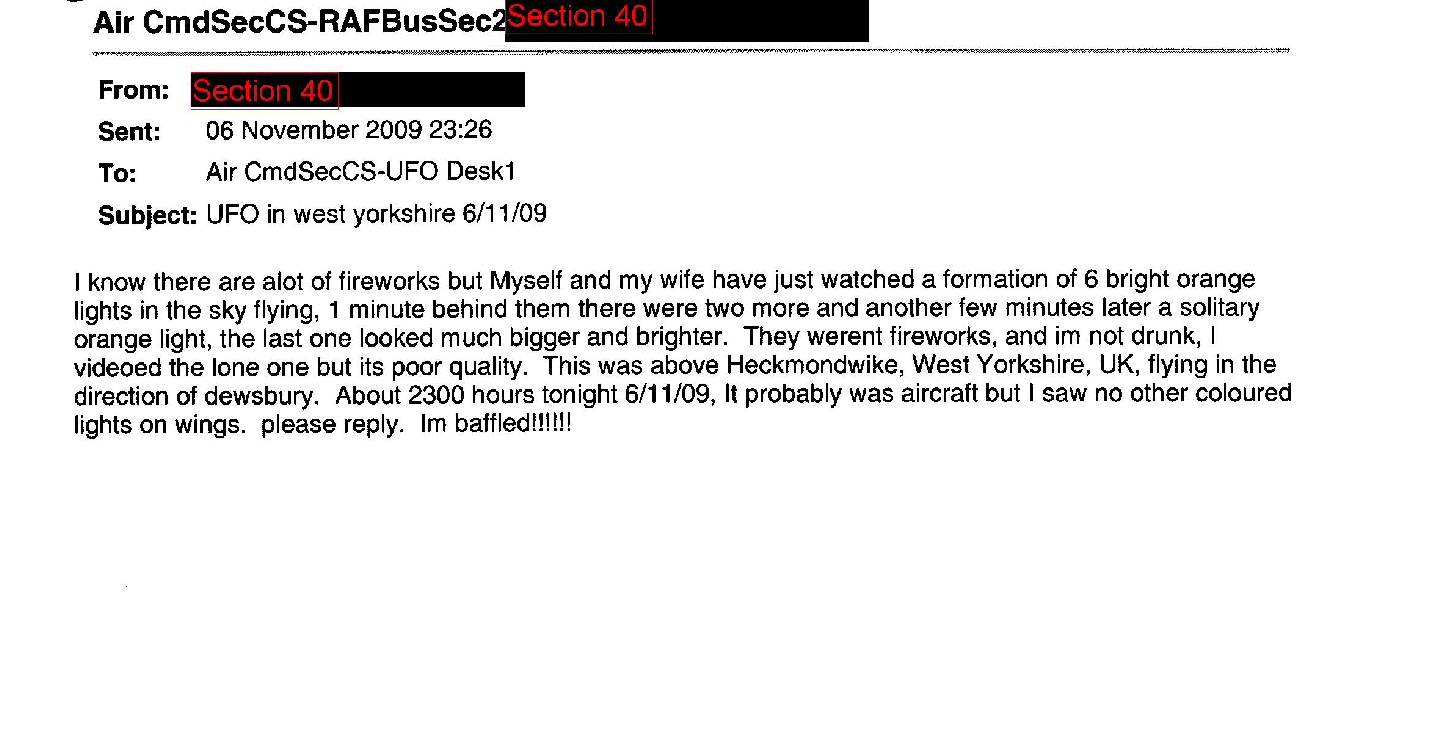 Air CmdSecCS-RAFBusSec2 Section 40
From: Section 40
Sent: 06 November 2009 23:26
To: Air CmdSecCS-UFO Desk1
Subject: UFO in west yorkshire 6/11/09
I know there are alot of fireworks but Myself and my wife have just watched a formation of 6 bright orange
lights in the sky flying, 1 minute behind them there were two more and another few minutes later a solitary
orange light, the last one looked much bigger and brighter. They werent fireworks, and im not drunk, I
videoed the lone one but its poor quality. This was above Heckmondwike, West Yorkshire, UK, flying in the
direction of dewsbury. About 2300 hours tonight 6/11/09, It probably was aircraft but I saw no other coloured
lights on wings. please reply. Im baffled!!!!!!